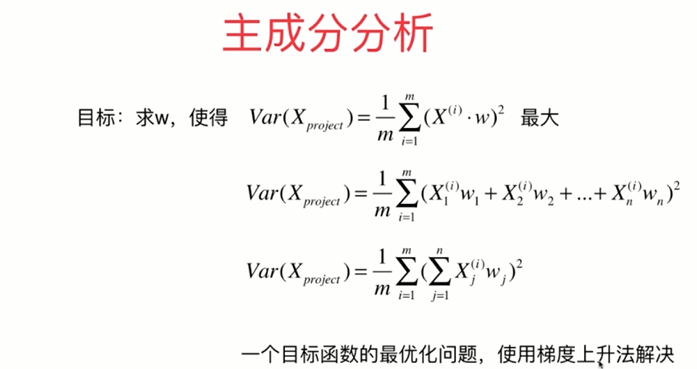 主成分分析
目标：求w，使得 $Var(X_{project}) = \frac{1}{m}\sum_{i=1}^{m}(X^{(i)} \cdot w)^2$ 最大
$Var(X_{project}) = \frac{1}{m}\sum_{i=1}^{m}(X_1^{(i)}w_1 + X_2^{(i)}w_2 + ... + X_n^{(i)}w_n)^2$
$Var(X_{project}) = \frac{1}{m}\sum_{i=1}^{m}(\sum_{j=1}^{n}X_j^{(i)}w_j)^2$
一个目标函数的最优化问题，使用梯度上升法解决